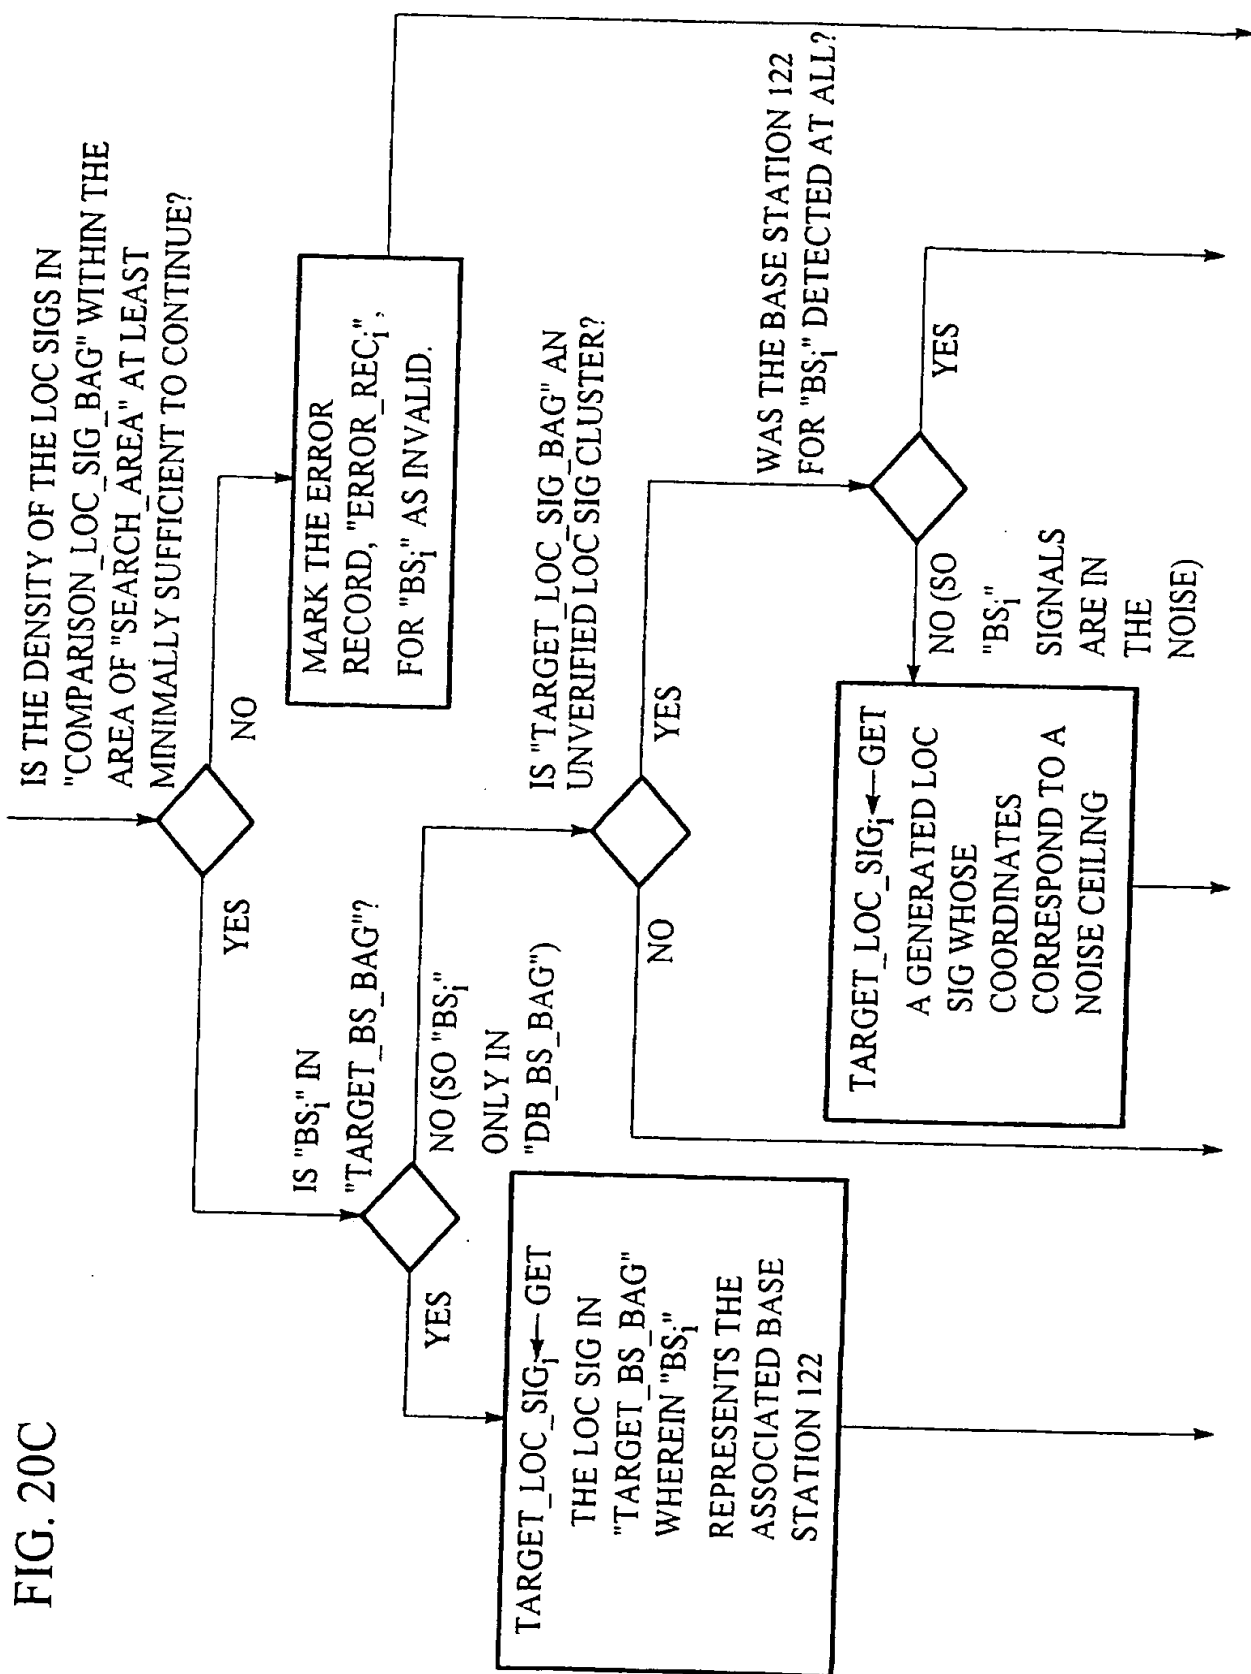 FIG. 20C
IS THE DENSITY OF THE LOC SIGS IN
"COMPARISON_LOC_SIG_BAG" WITHIN THE
AREA OF "SEARCH_AREA" AT LEAST
MINIMALLY SUFFICIENT TO CONTINUE?
YES
NO
MARK THE ERROR
RECORD, "ERROR_RECi",
FOR "BSi" AS INVALID.
IS "BSi" IN
"TARGET_BS_BAG"?
YES
NO (SO "BSi"
ONLY IN
"DB_BS_BAG")
TARGET_LOC_SIGi←GET
THE LOC SIG IN
"TARGET_BS_BAG"
WHEREIN "BSi"
REPRESENTS THE
ASSOCIATED BASE
STATION 122
IS "TARGET_LOC_SIG_BAG" AN
UNVERIFIED LOC SIG CLUSTER?
NO
YES
WAS THE BASE STATION 122
FOR "BSi" DETECTED AT ALL?
NO (SO
"BSi"
SIGNALS
ARE IN
THE
NOISE)
YES
TARGET_LOC_SIGi←GET
A GENERATED LOC
SIG WHOSE
COORDINATES
CORRESPOND TO A
NOISE CEILING